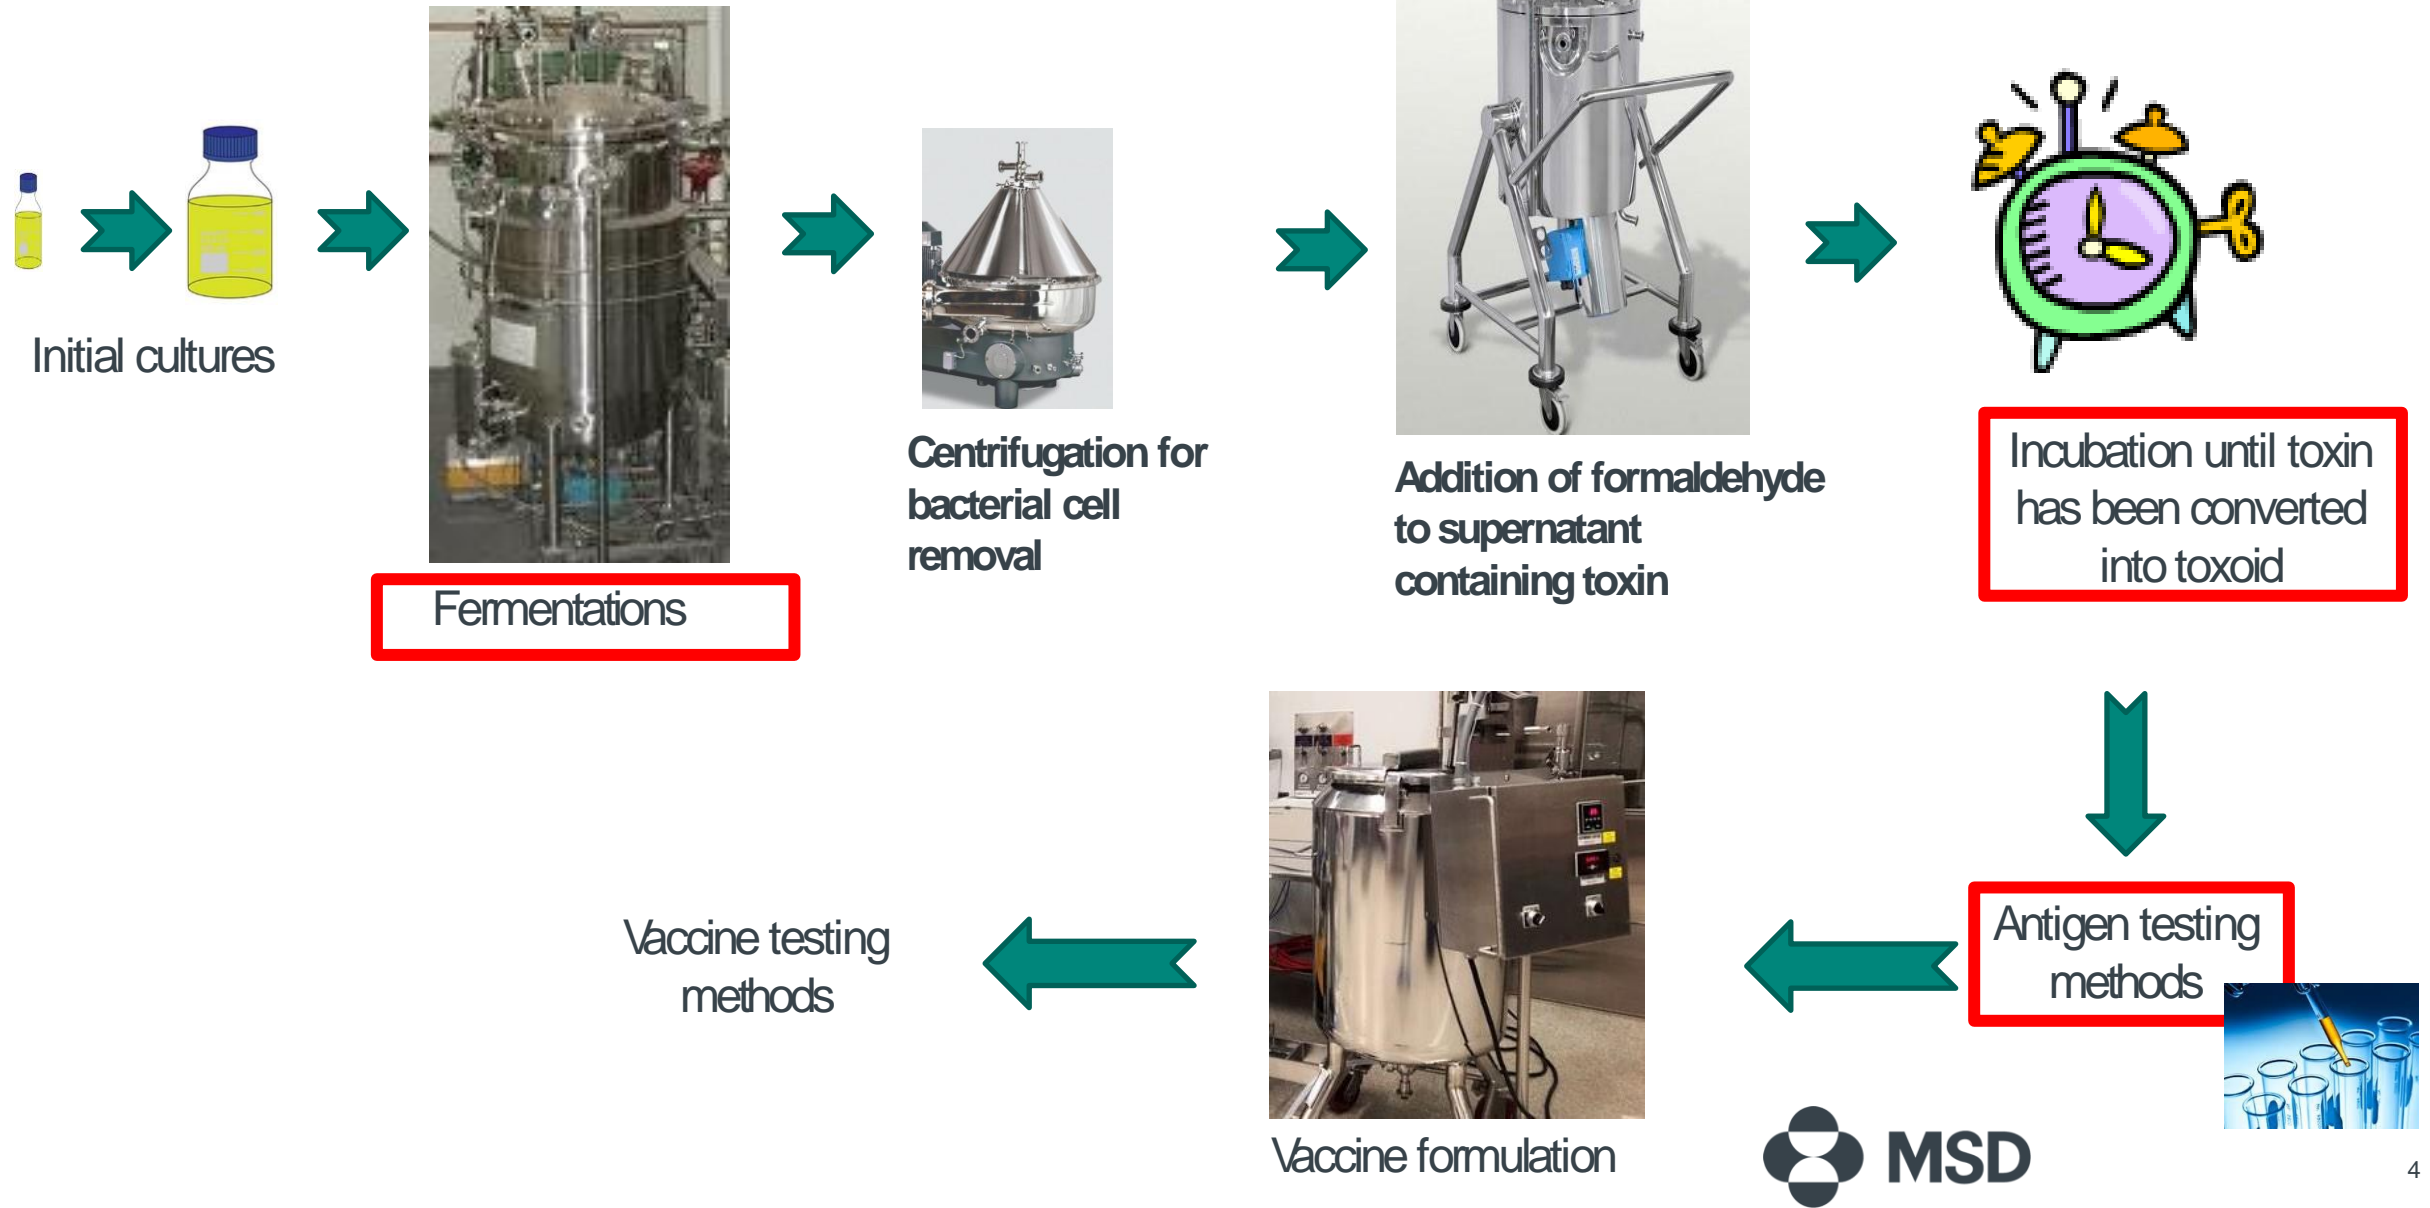 Initial cultures
Fermentations
Centrifugation for
bacterial cell
removal
Addition of formaldehyde
to supernatant
containing toxin
Incubation until toxin
has been converted
into toxoid
Antigen testing
methods
Vaccine formulation
Vaccine testing
methods
MSD
4